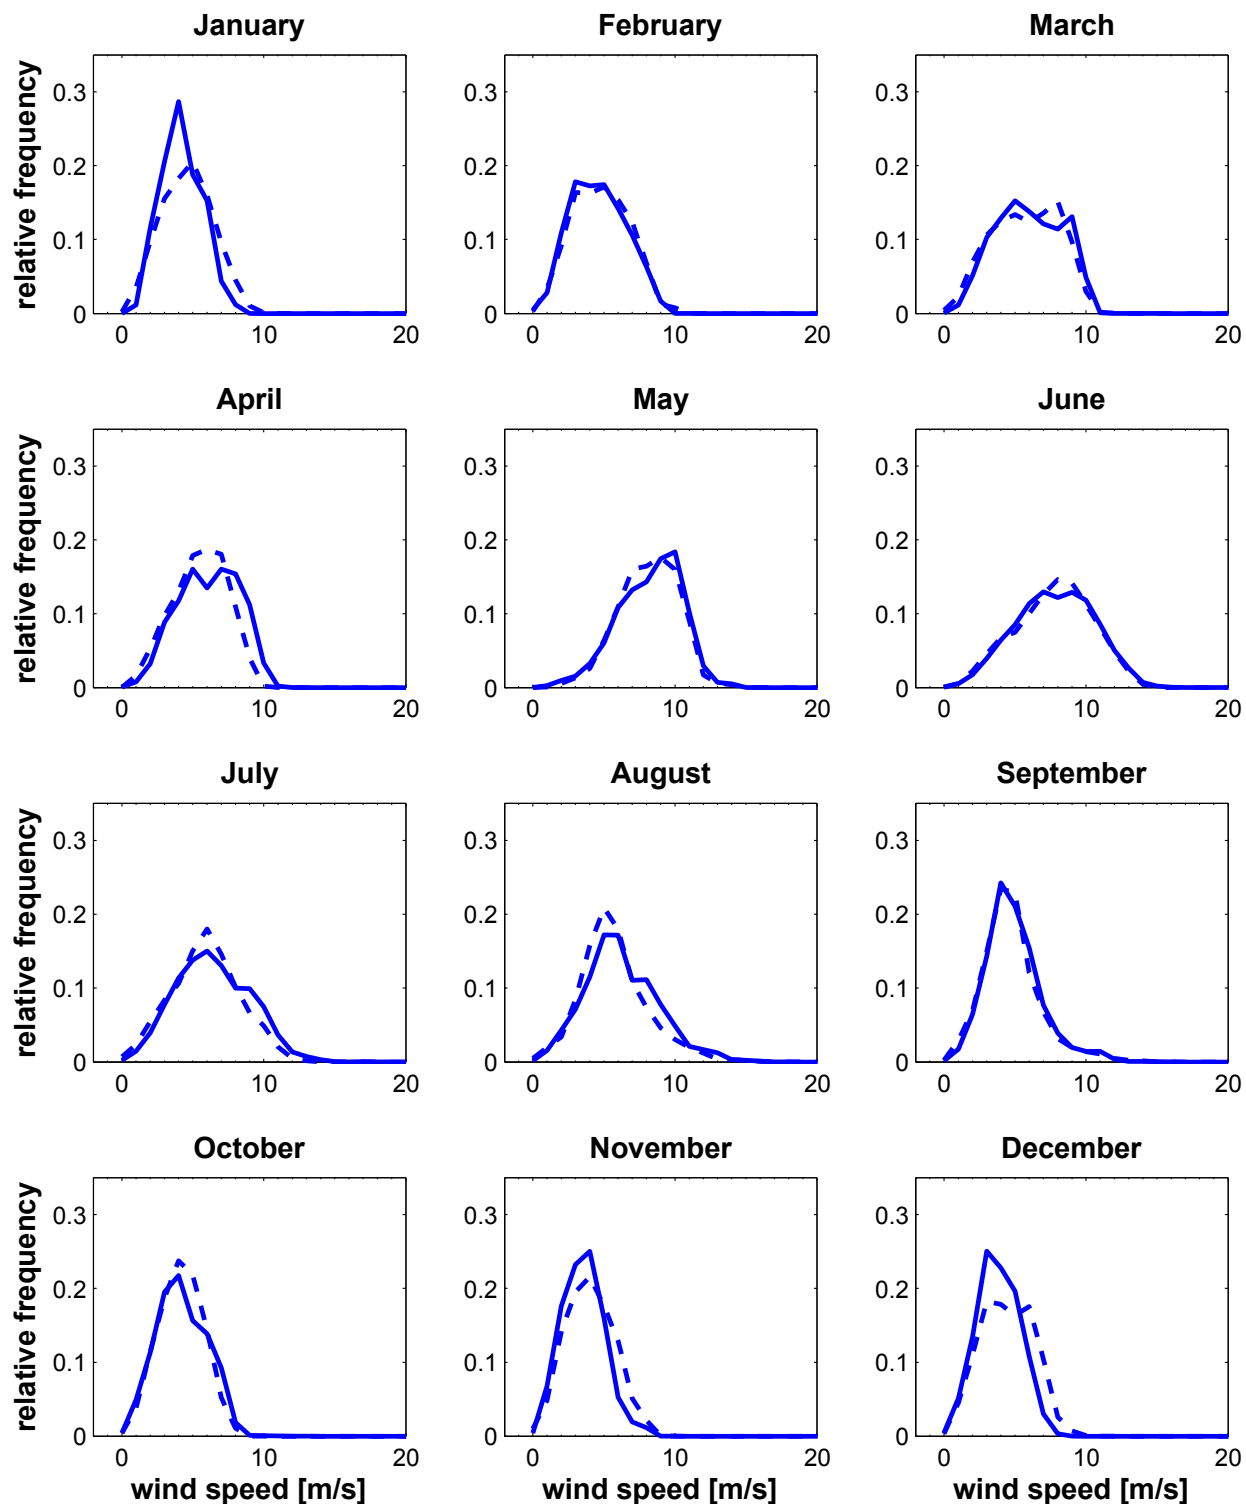 January February March
relative frequency
0.3 0.3 0.3
0.2 0.2 0.2
0.1 0.1 0.1
0 0 0
0 10 20 0 10 20 0 10 20
April May June
relative frequency
0.3 0.3 0.3
0.2 0.2 0.2
0.1 0.1 0.1
0 0 0
0 10 20 0 10 20 0 10 20
July August September
relative frequency
0.3 0.3 0.3
0.2 0.2 0.2
0.1 0.1 0.1
0 0 0
0 10 20 0 10 20 0 10 20
October November December
relative frequency
0.3 0.3 0.3
0.2 0.2 0.2
0.1 0.1 0.1
0 0 0
0 10 20 0 10 20 0 10 20
wind speed [m/s] wind speed [m/s] wind speed [m/s]